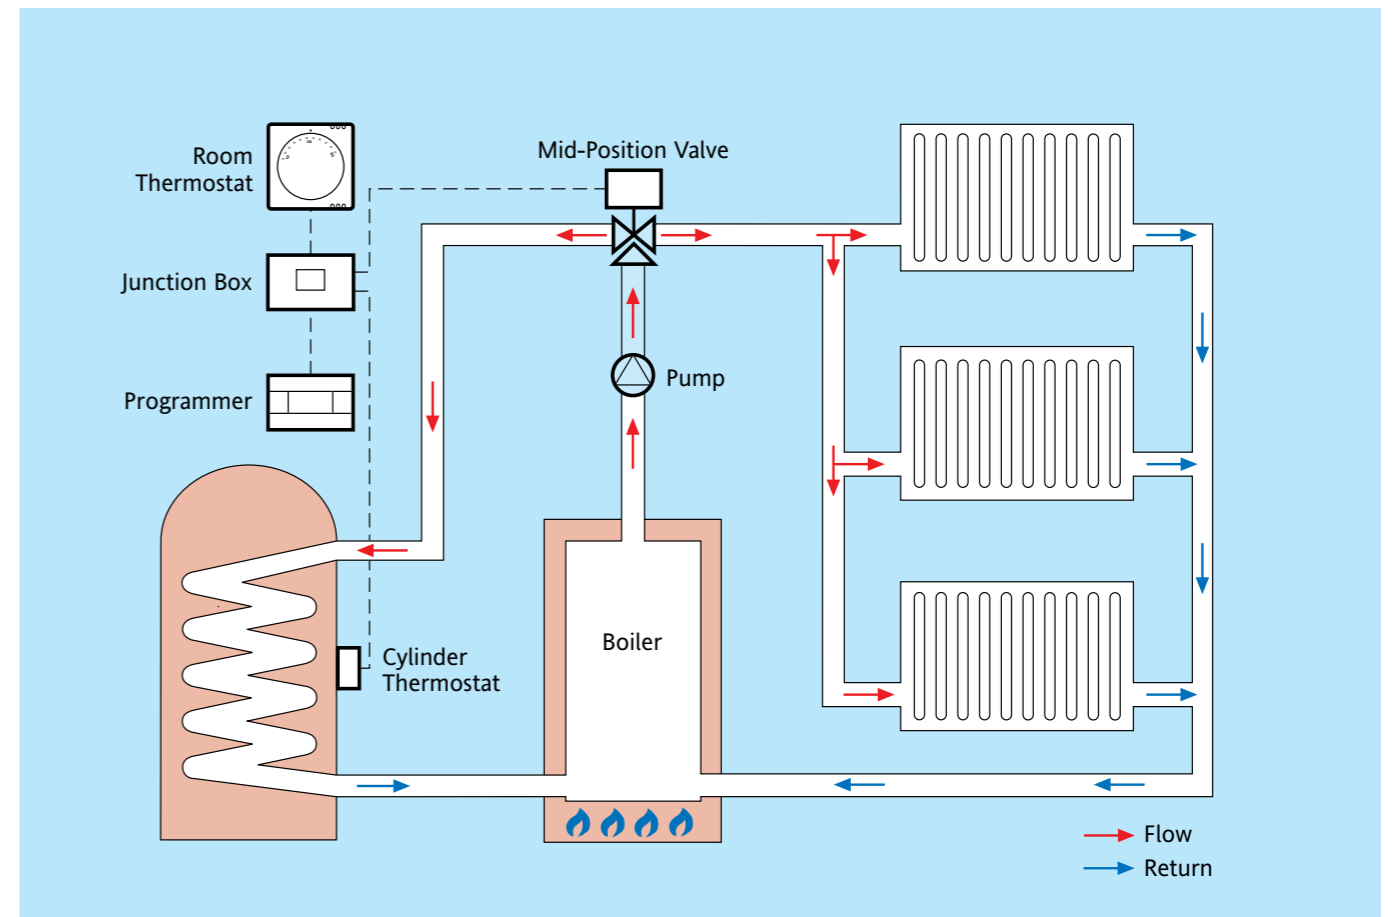 Room
Thermostat
Mid-Position Valve
Junction Box
Pump
Programmer
Boiler
Cylinder
Thermostat
Flow
Return